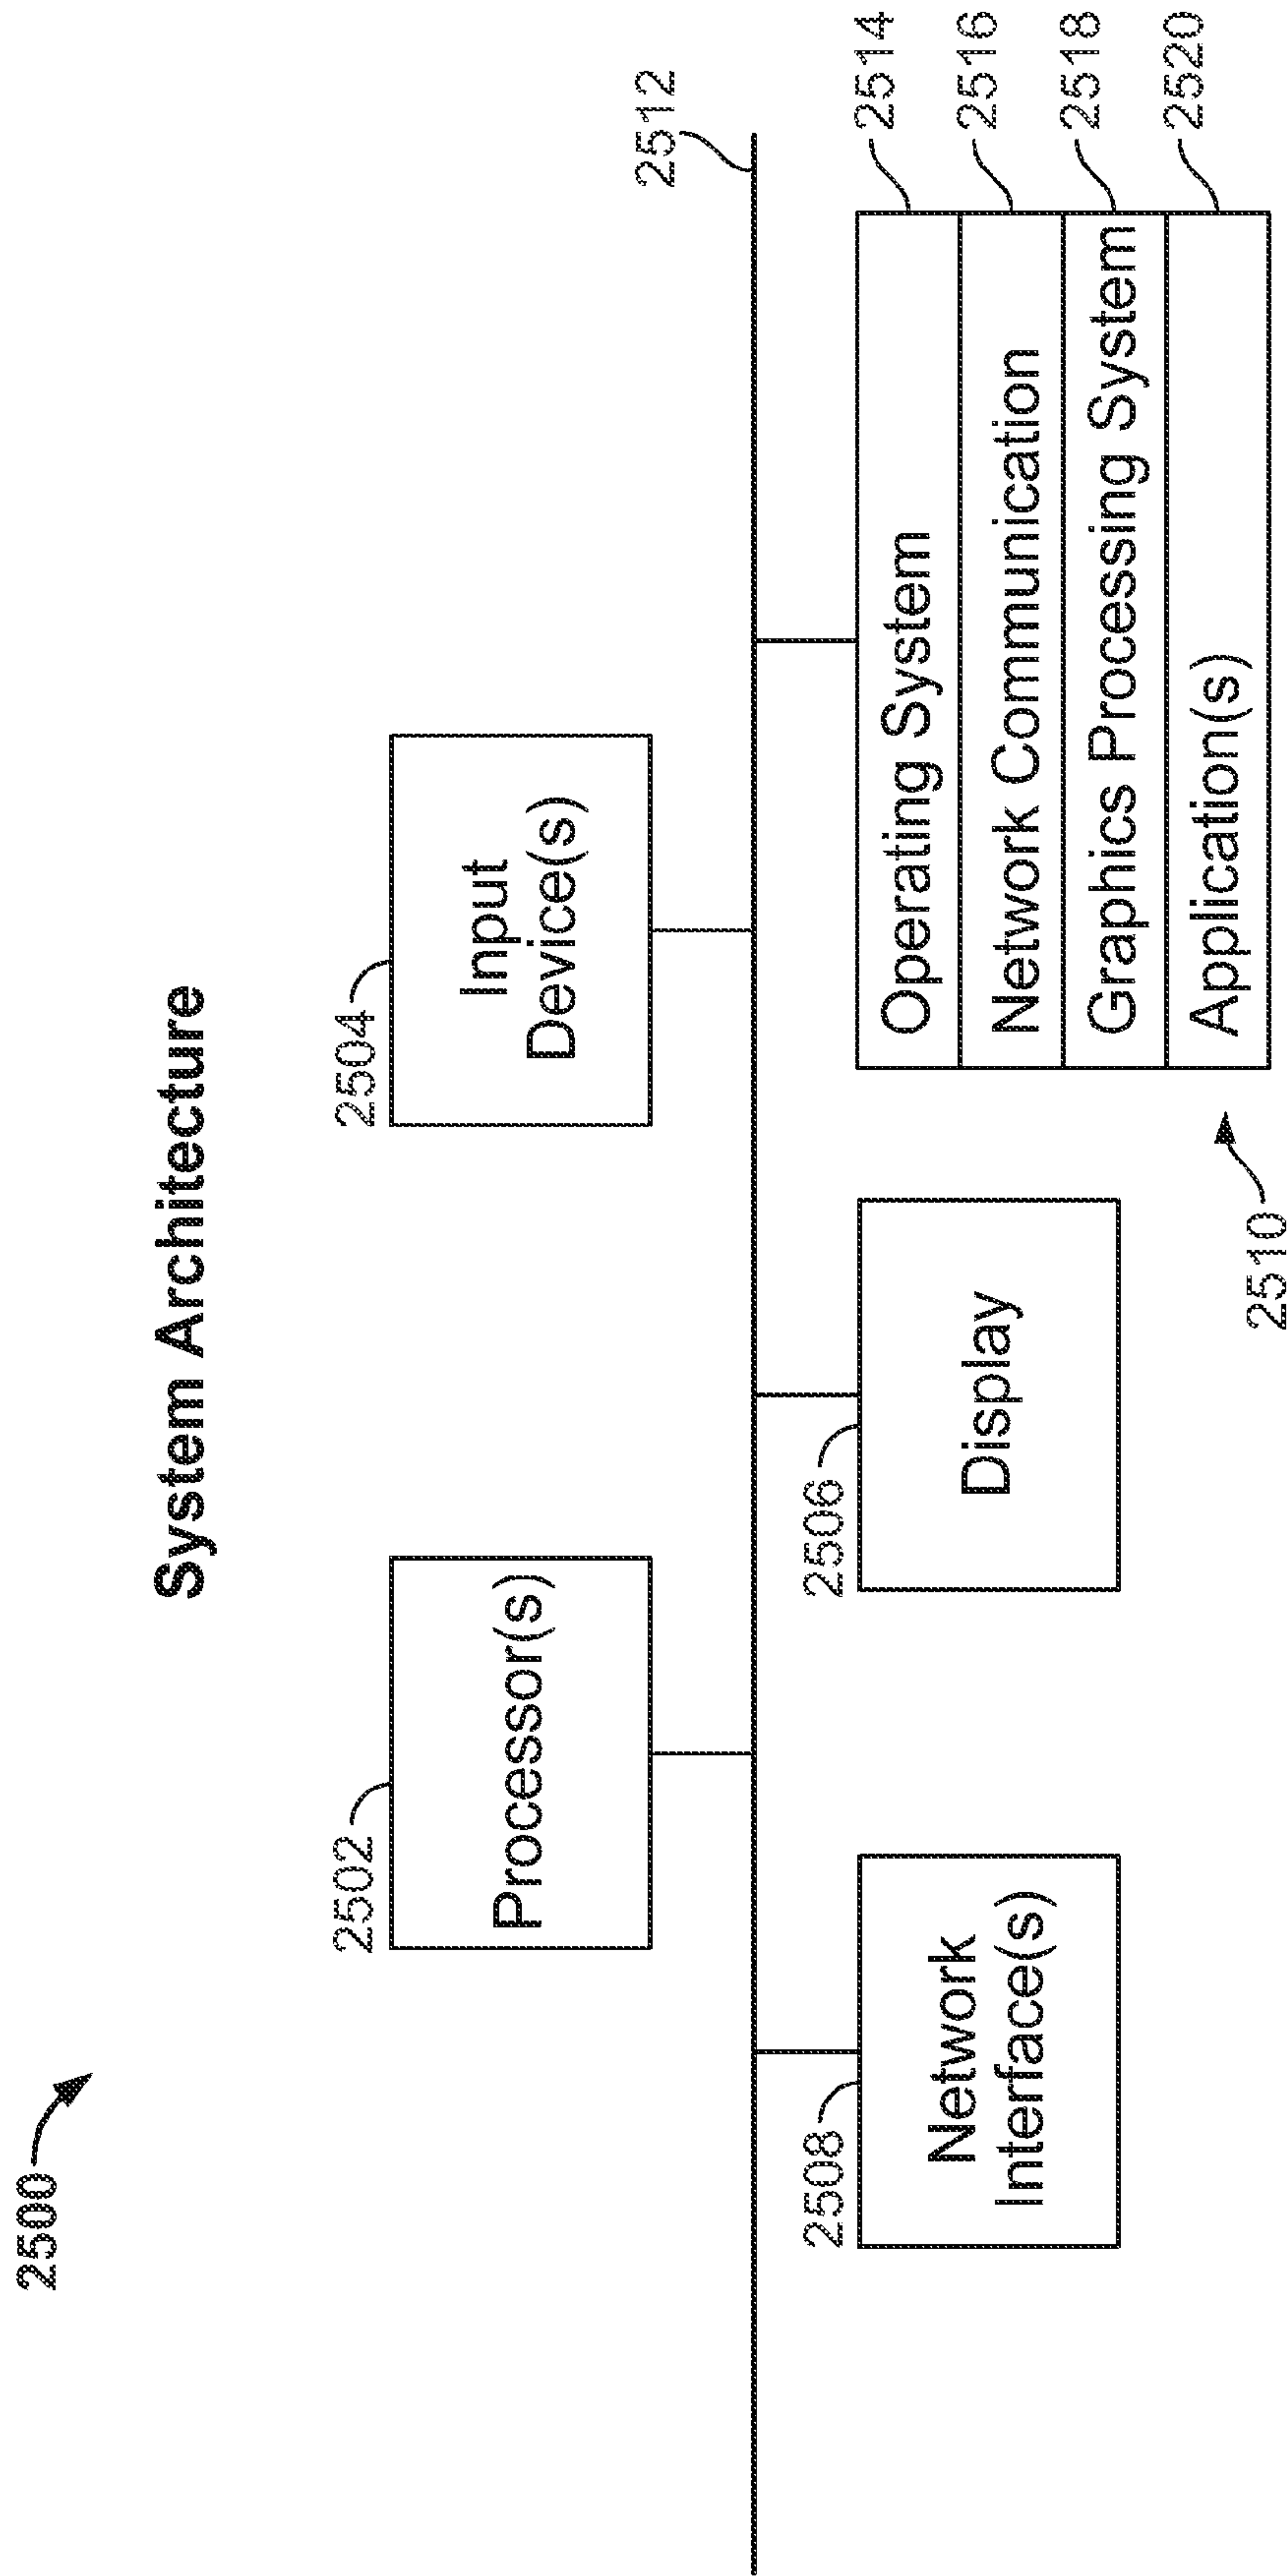 2500
System Architecture
2502
Processor(s)
2504
Input
Device(s)
2512
2508
Network
Interface(s)
2506
Display
Operating System
2514
Network Communication
2516
Graphics Processing System
2518
Application(s)
2520
2510